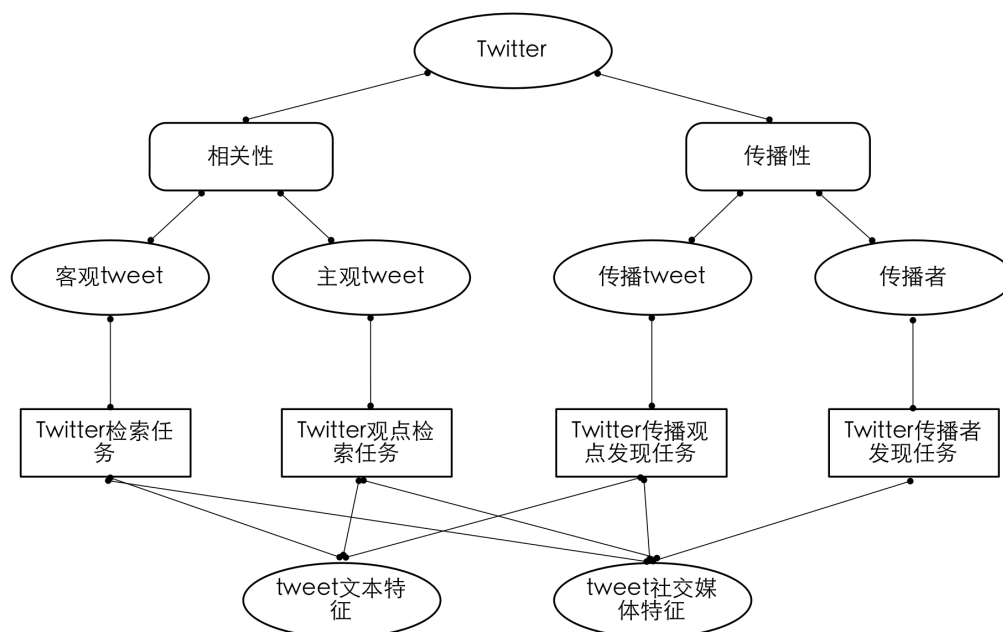 Twitter
相关性
传播性
客观tweet
主观tweet
传播tweet
传播者
Twitter检索任
务
Twitter观点检
索任务
Twitter传播观
点发现任务
Twitter传播者
发现任务
tweet文本特
征
tweet社交媒
体特征